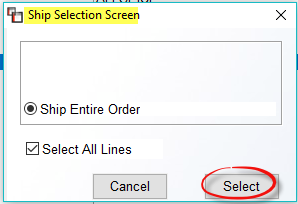 Ship Selection Screen
Ship Entire Order
Select All Lines
Cancel Select